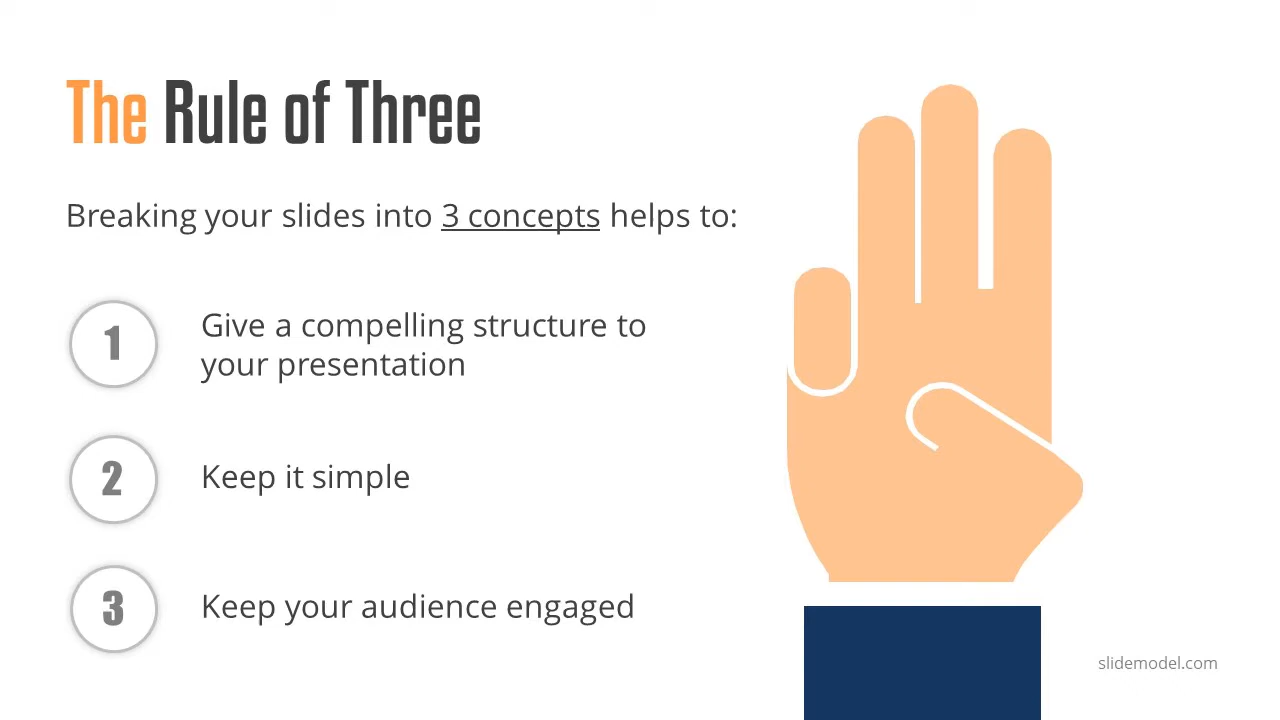 The Rule of Three
Breaking your slides into 3 concepts helps to:
1
Give a compelling structure to
your presentation
2
Keep it simple
3
Keep your audience engaged
slidemodel.com